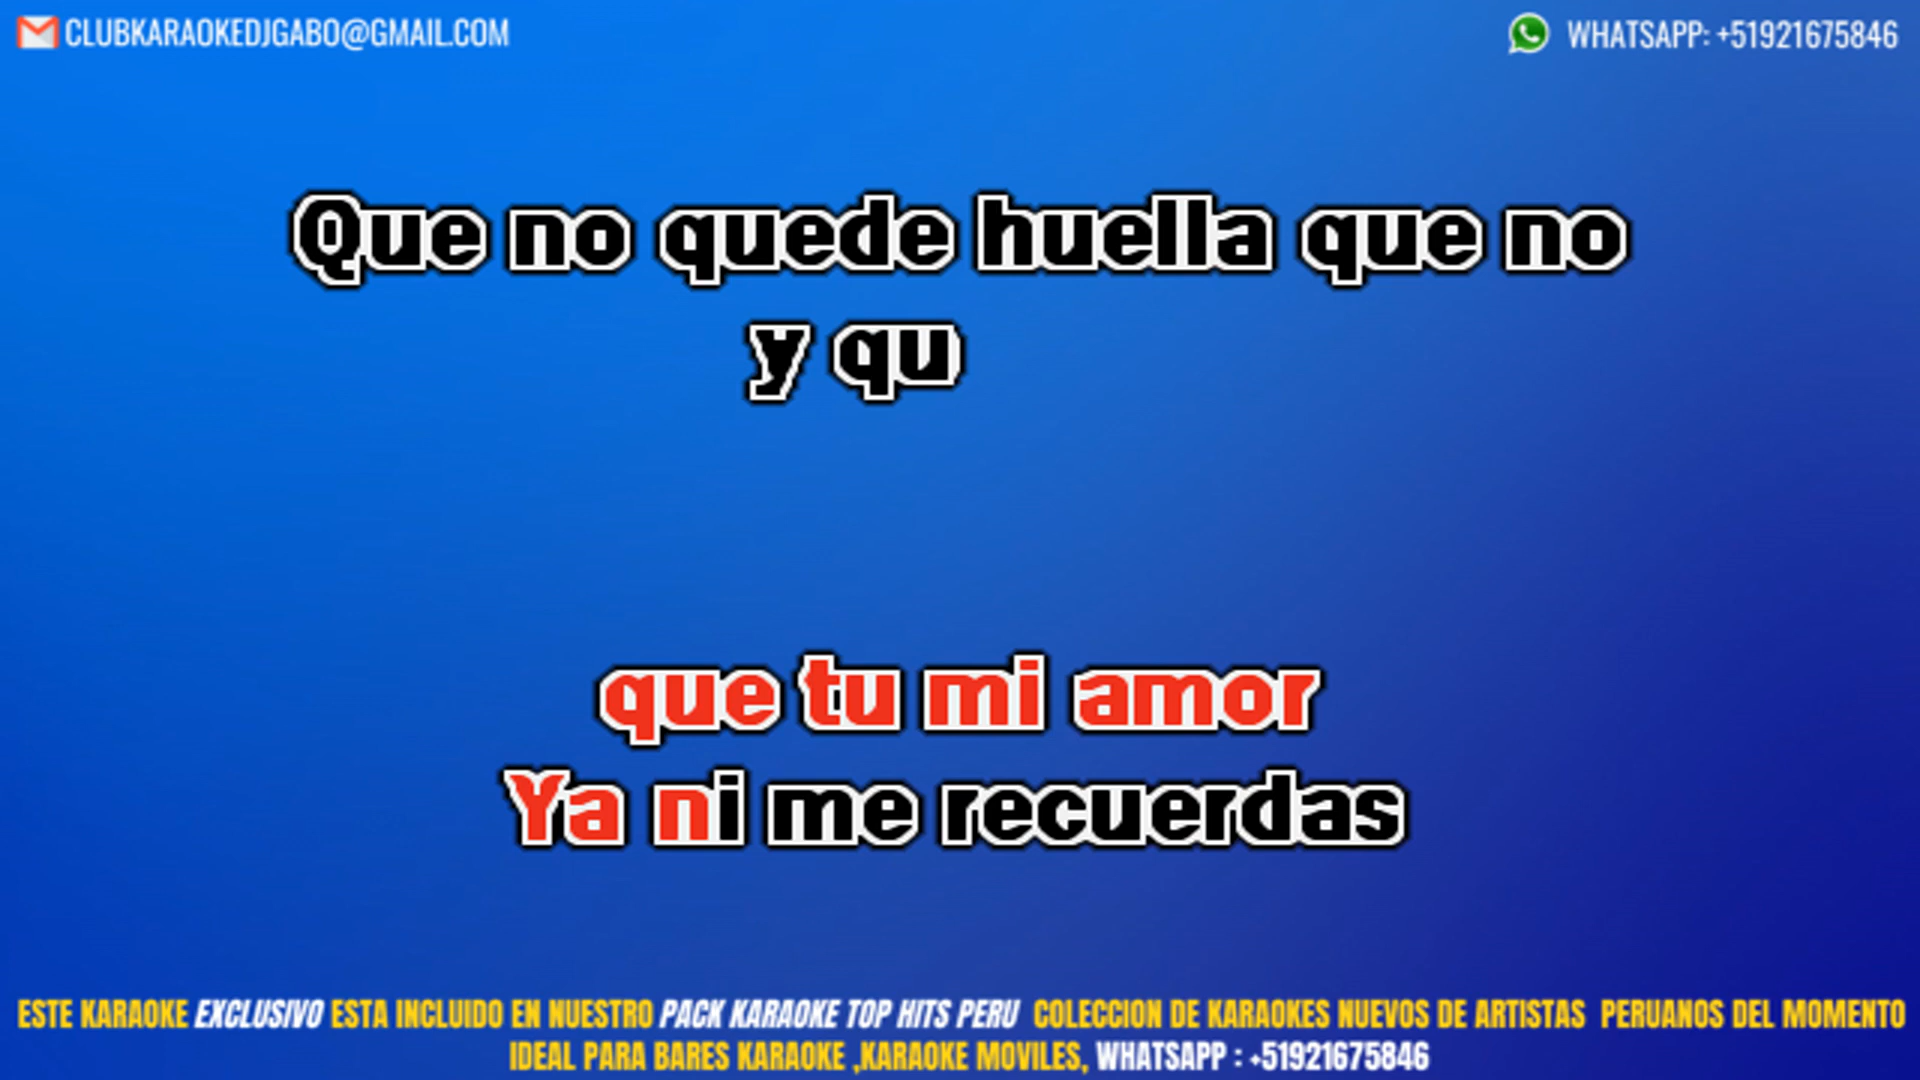 CLUBKARAOKEDJGABO@GMAIL.COM
WHATSAPP: +51921675846
Que no quede huella que no
y qu
que tu mi amor
Ya ni me recuerdas
ESTE KARAOKE EXCLUSIVO ESTA INCLUIDO EN NUESTRO PACK KARAOKE TOP HITS PERU COLECCION DE KARAOKES NUEVOS DE ARTISTAS PERUANOS DEL MOMENTO
IDEAL PARA BARES KARAOKE ,KARAOKE MOVILES, WHATSAPP : +51921675846